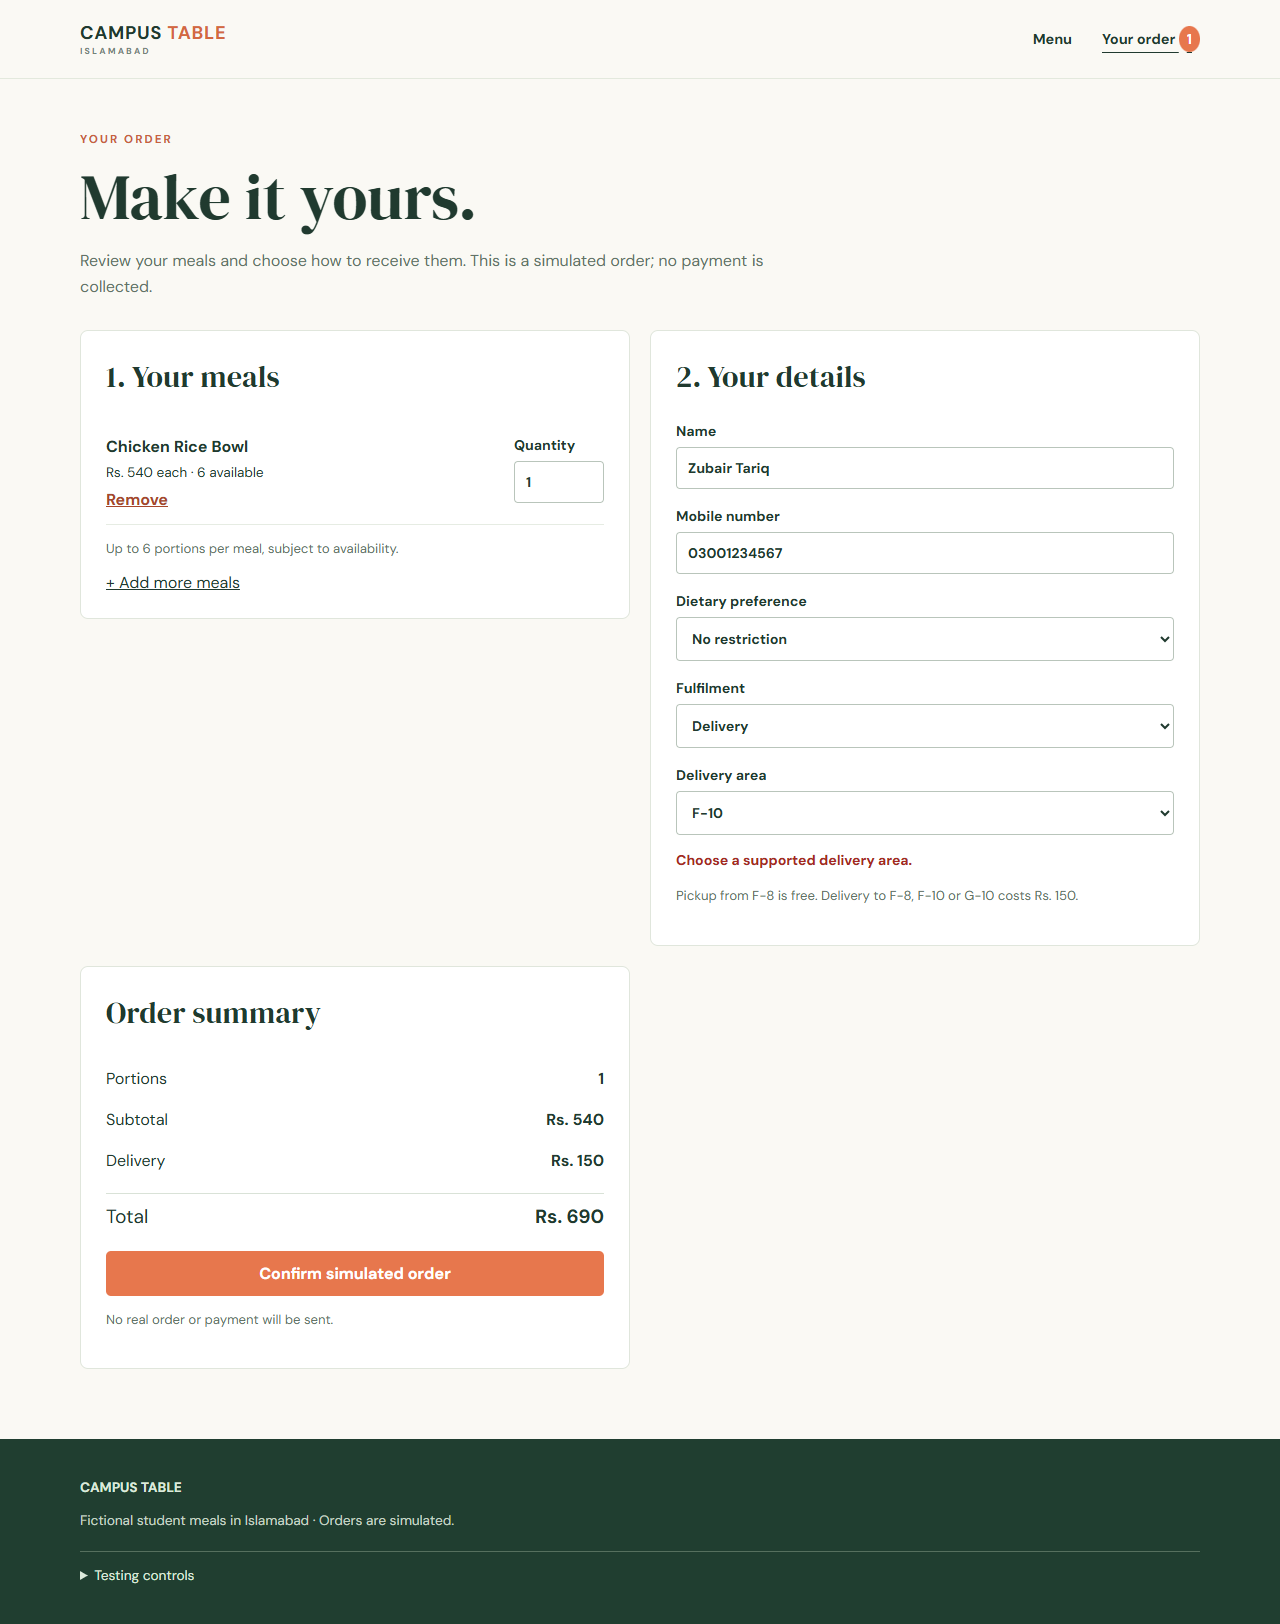 CAMPUS TABLE
ISLAMABAD
Menu
Your order 1
YOUR ORDER
Make it yours.
Review your meals and choose how to receive them. This is a simulated order; no payment is
collected.
1. Your meals
Chicken Rice Bowl
Rs. 540 each · 6 available
Remove
Quantity
1
Up to 6 portions per meal, subject to availability.
+ Add more meals
2. Your details
Name
Zubair Tariq
Mobile number
03001234567
Dietary preference
No restriction
Fulfilment
Delivery
Delivery area
F-10
Choose a supported delivery area.
Pickup from F-8 is free. Delivery to F-8, F-10 or G-10 costs Rs. 150.
Order summary
Portions 1
Subtotal Rs. 540
Delivery Rs. 150
Total Rs. 690
Confirm simulated order
No real order or payment will be sent.
CAMPUS TABLE
Fictional student meals in Islamabad · Orders are simulated.
Testing controls